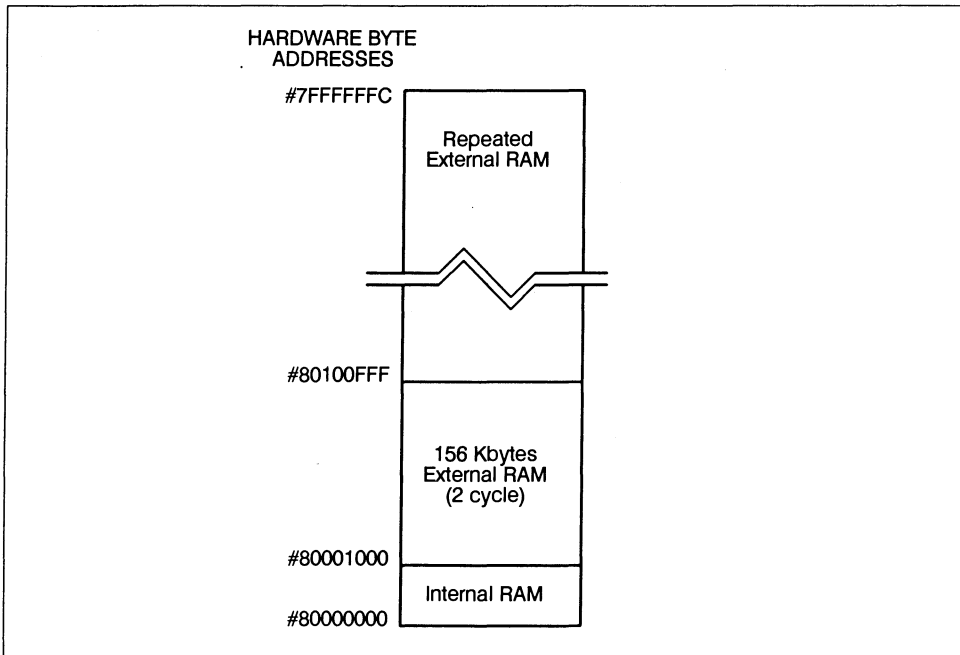 HARDWARE BYTE
ADDRESSES
#7FFFFFFC
Repeated
External RAM
#80100FFF
156 Kbytes
External RAM
(2 cycle)
#80001000
Internal RAM
#80000000